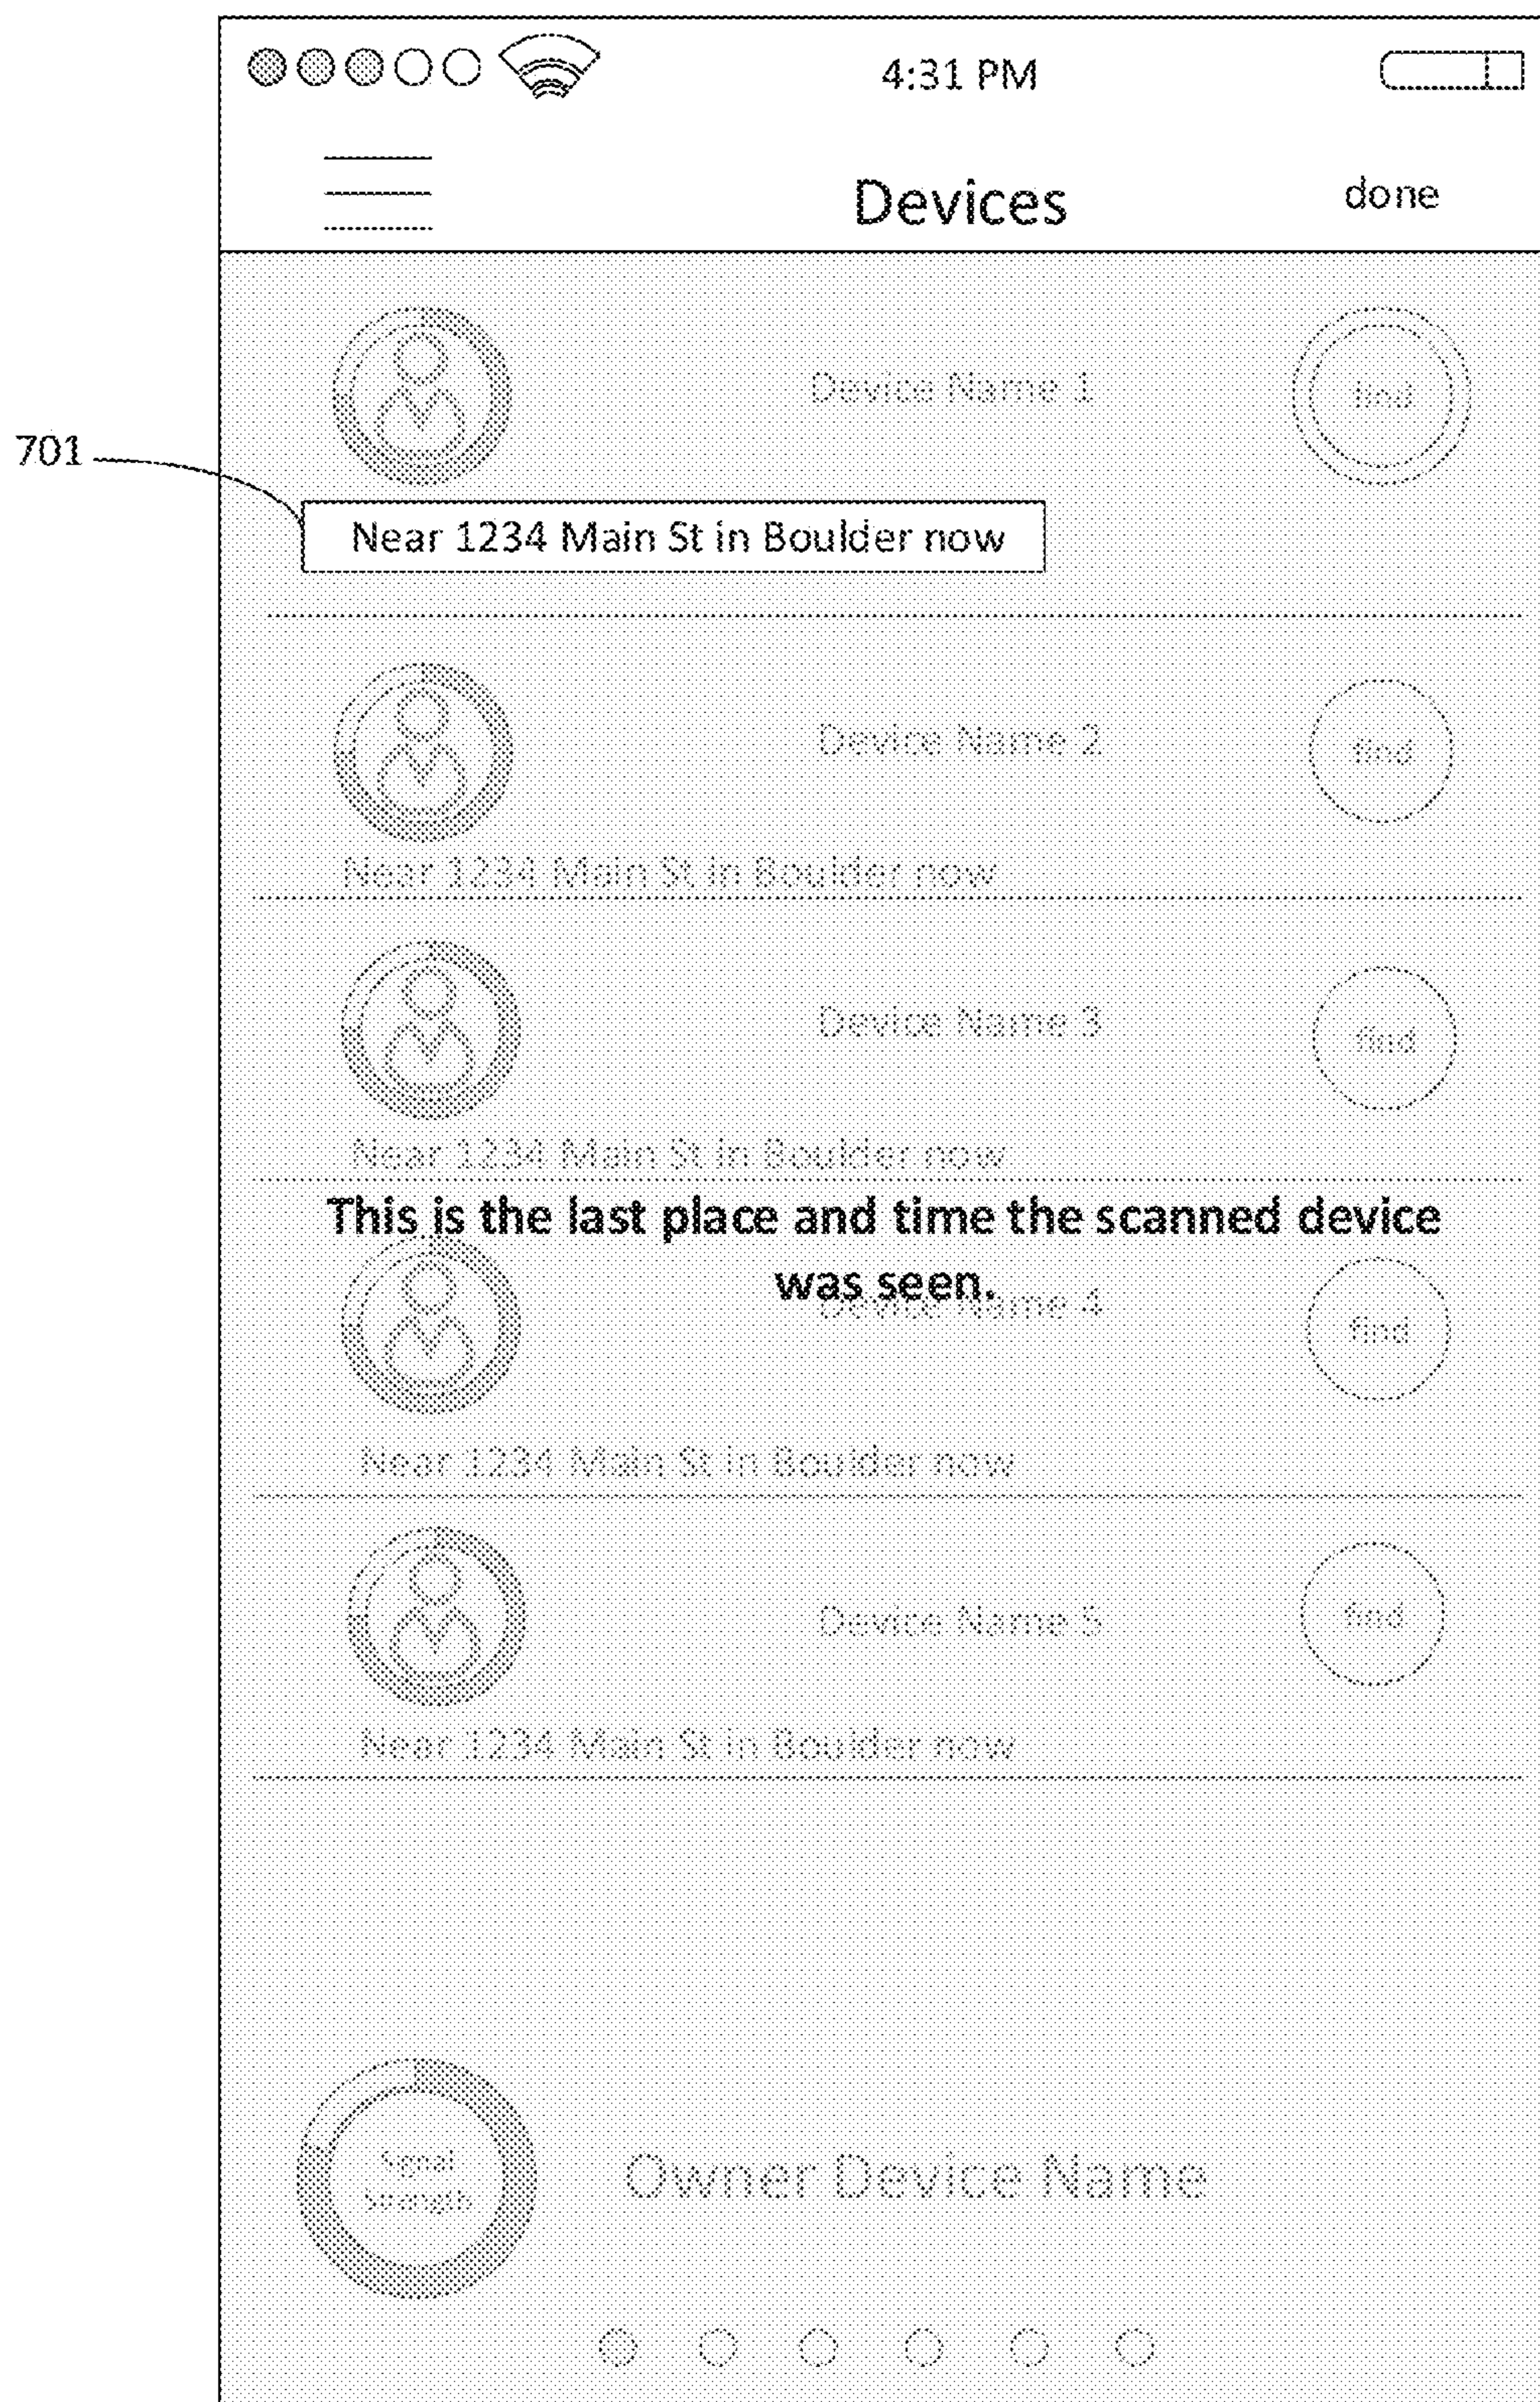 4:31 PM
Devices
done
Device Name 1
find
701
Near 1234 Main St in Boulder now
Device Name 2
find
Near 1234 Main St in Boulder now
Device Name 3
find
Near 1234 Main St in Boulder now
This is the last place and time the scanned device
was seen.
Device Name 4
find
Near 1234 Main St in Boulder now
Device Name 5
find
Near 1234 Main St in Boulder now
Signal
Strength
Owner Device Name